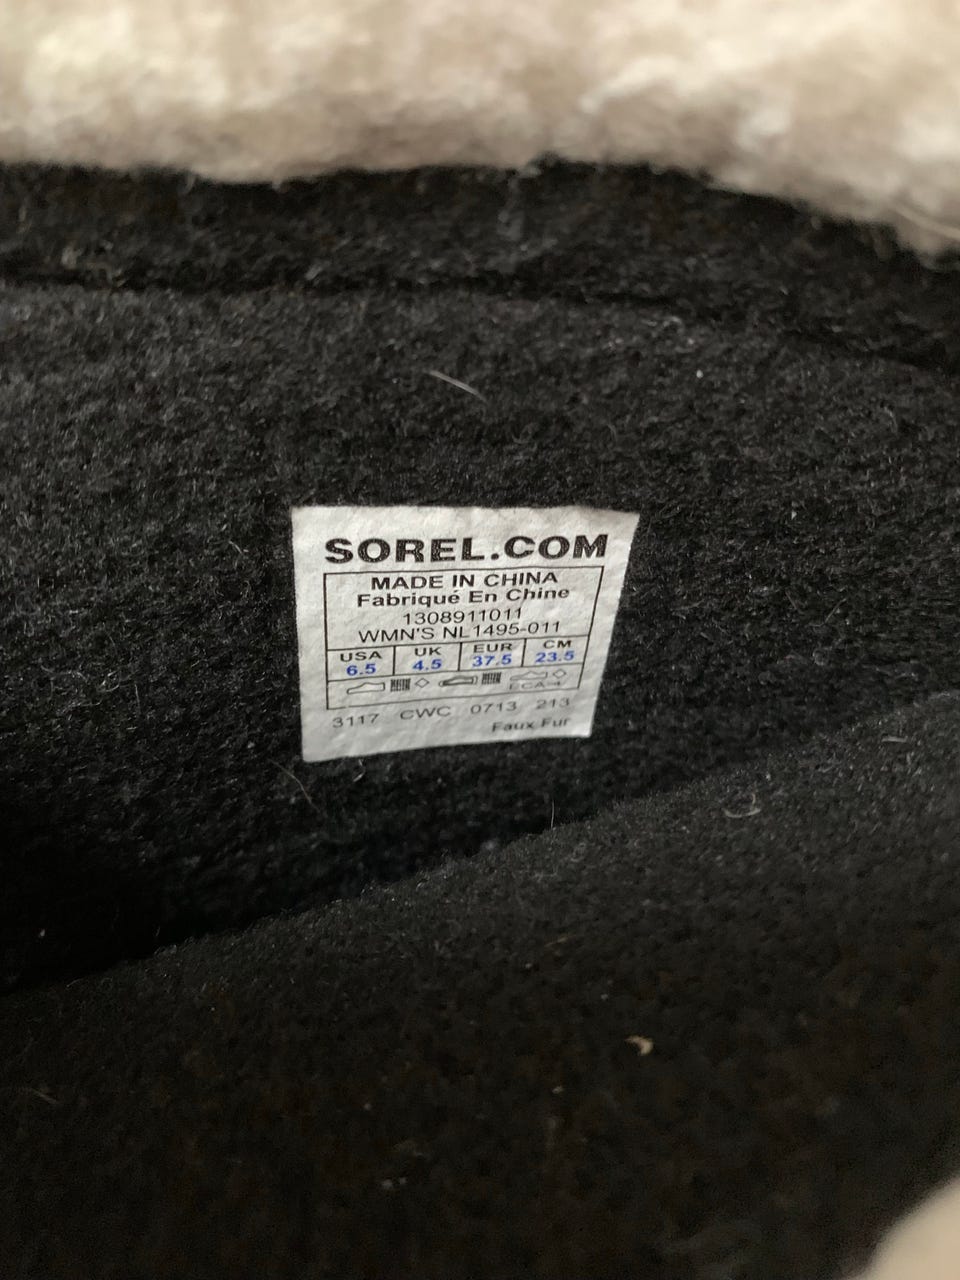 SOREL.COM
MADE IN CHINA
Fabriqué En Chine
1308911011
WMN'S NL1495-011
USA UK EUR CM
6.5 4.5 37.5 23.5
3117 CWC 0713 213
Faux Fur